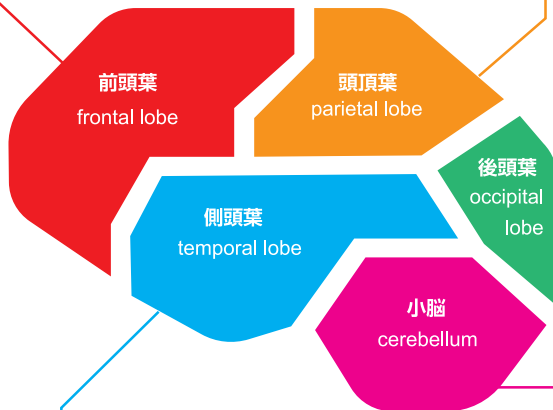 前頭葉
frontal lobe
頭頂葉
parietal lobe
後頭葉
occipital
lobe
側頭葉
temporal lobe
小脳
cerebellum